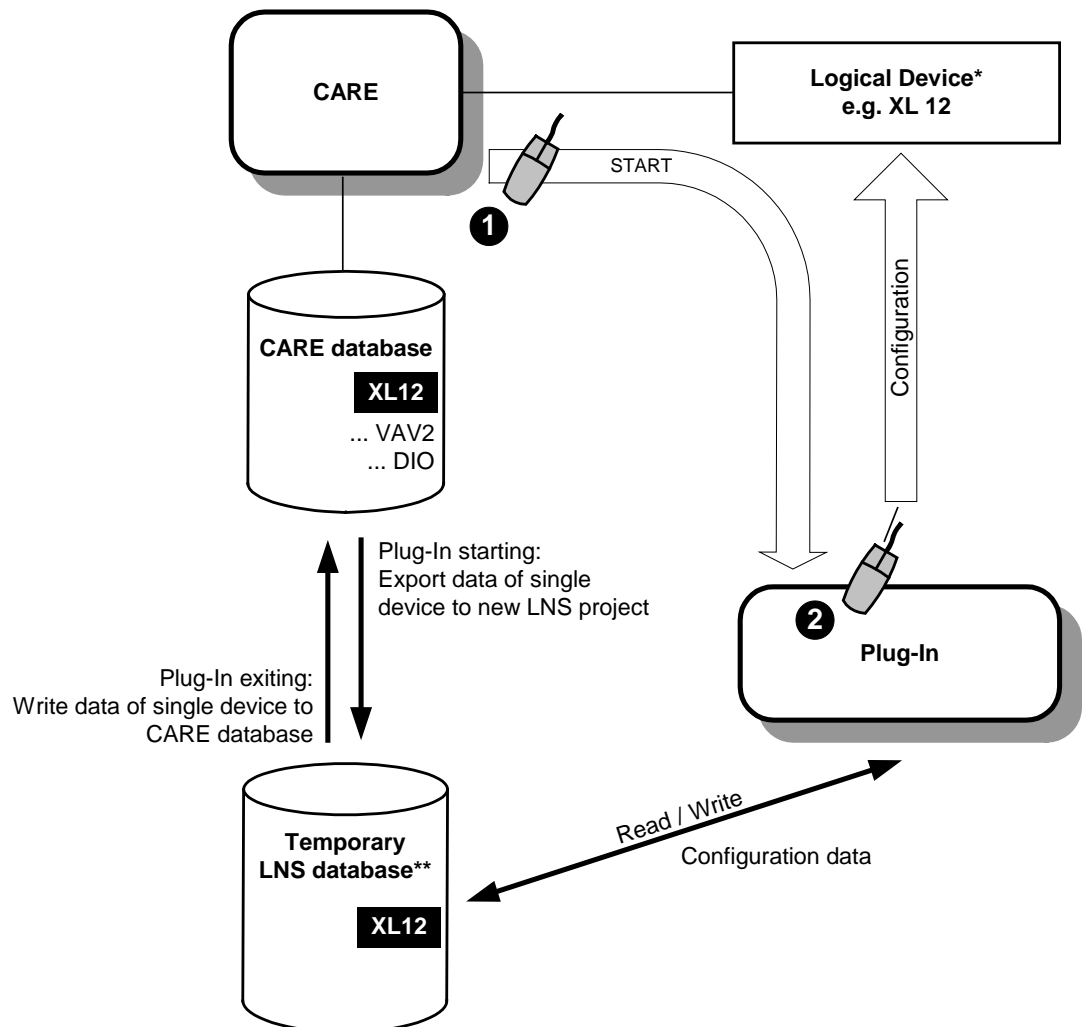 CARE
Logical Device*
e.g. XL 12
START
1
Configuration
CARE database
XL12
... VAV2
... DIO
Plug-In starting:
Export data of single
device to new LNS project
2
Plug-In
Plug-In exiting:
Write data of single device to
CARE database
Read / Write
Configuration data
Temporary
LNS database**
XL12